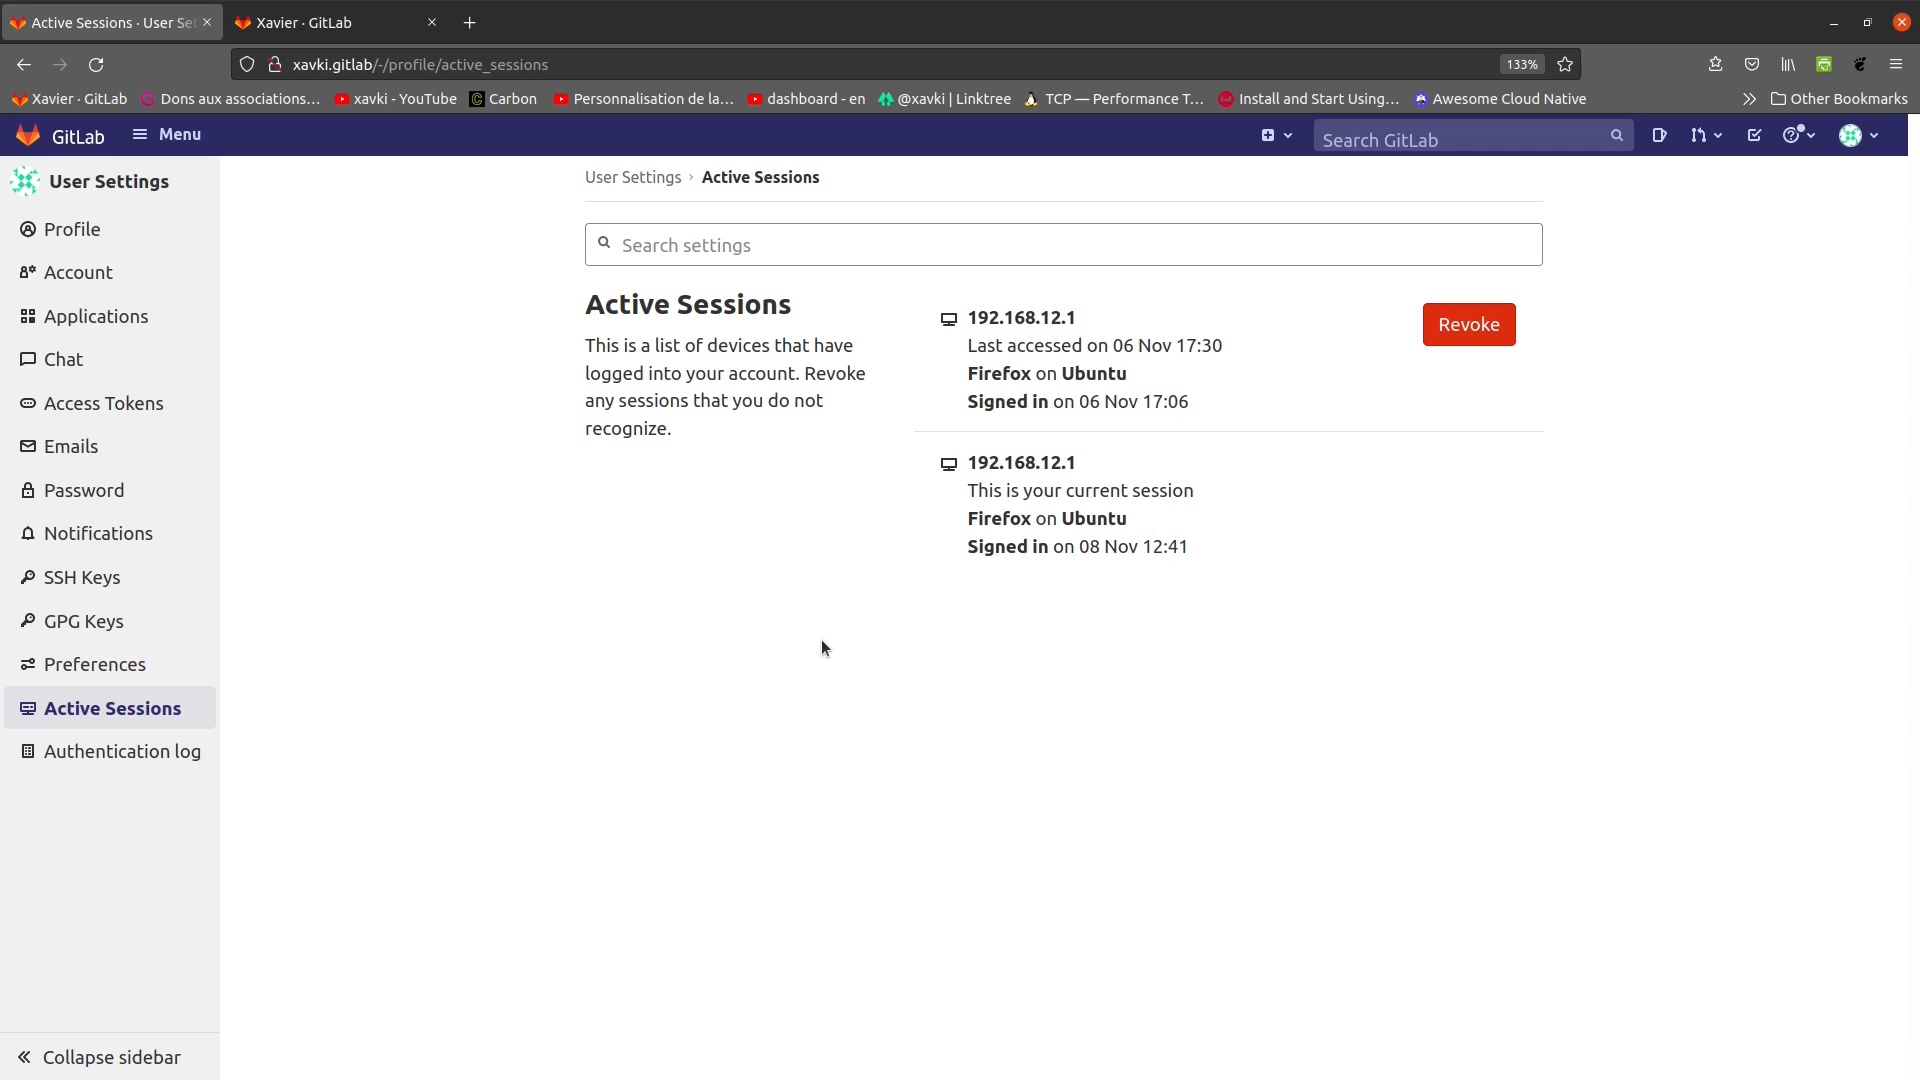 Active Sessions · User Set
Xavier · GitLab
xavki.gitlab/-/profile/active_sessions
133%
Xavier · GitLab
Dons aux associations…
xavki - YouTube
Carbon
Personnalisation de la…
dashboard - en
@xavki | Linktree
TCP — Performance T…
Install and Start Using…
Awesome Cloud Native
Other Bookmarks
GitLab
Menu
Search GitLab
User Settings
Profile
Account
Applications
Chat
Access Tokens
Emails
Password
Notifications
SSH Keys
GPG Keys
Preferences
Active Sessions
Authentication log
Collapse sidebar
User Settings › Active Sessions
Search settings
Active Sessions
This is a list of devices that have
logged into your account. Revoke
any sessions that you do not
recognize.
192.168.12.1
Last accessed on 06 Nov 17:30
Firefox on Ubuntu
Signed in on 06 Nov 17:06
Revoke
192.168.12.1
This is your current session
Firefox on Ubuntu
Signed in on 08 Nov 12:41